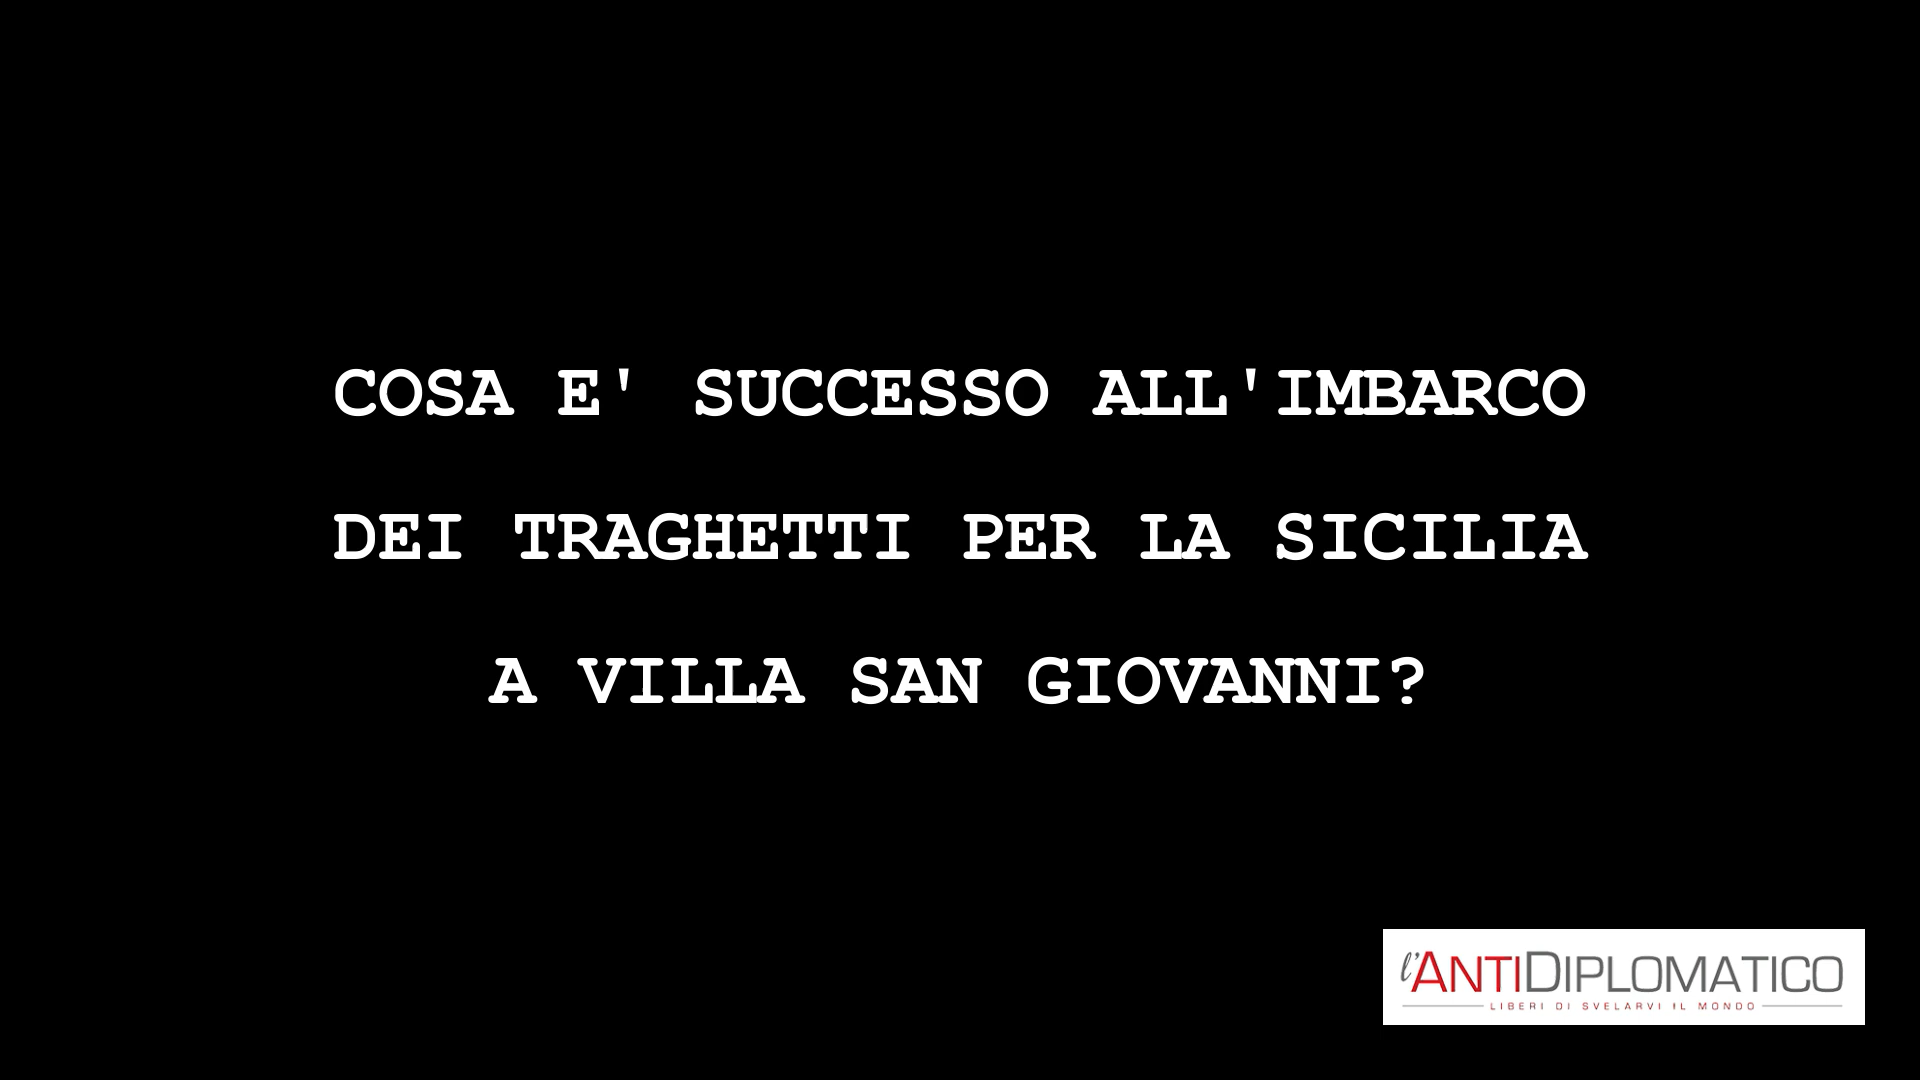 COSA E' SUCCESSO ALL'IMBARCO
DEI TRAGHETTI PER LA SICILIA
A VILLA SAN GIOVANNI?
l'ANTIDIPLOMATICO
LIBERI DI SVELARVI IL MONDO